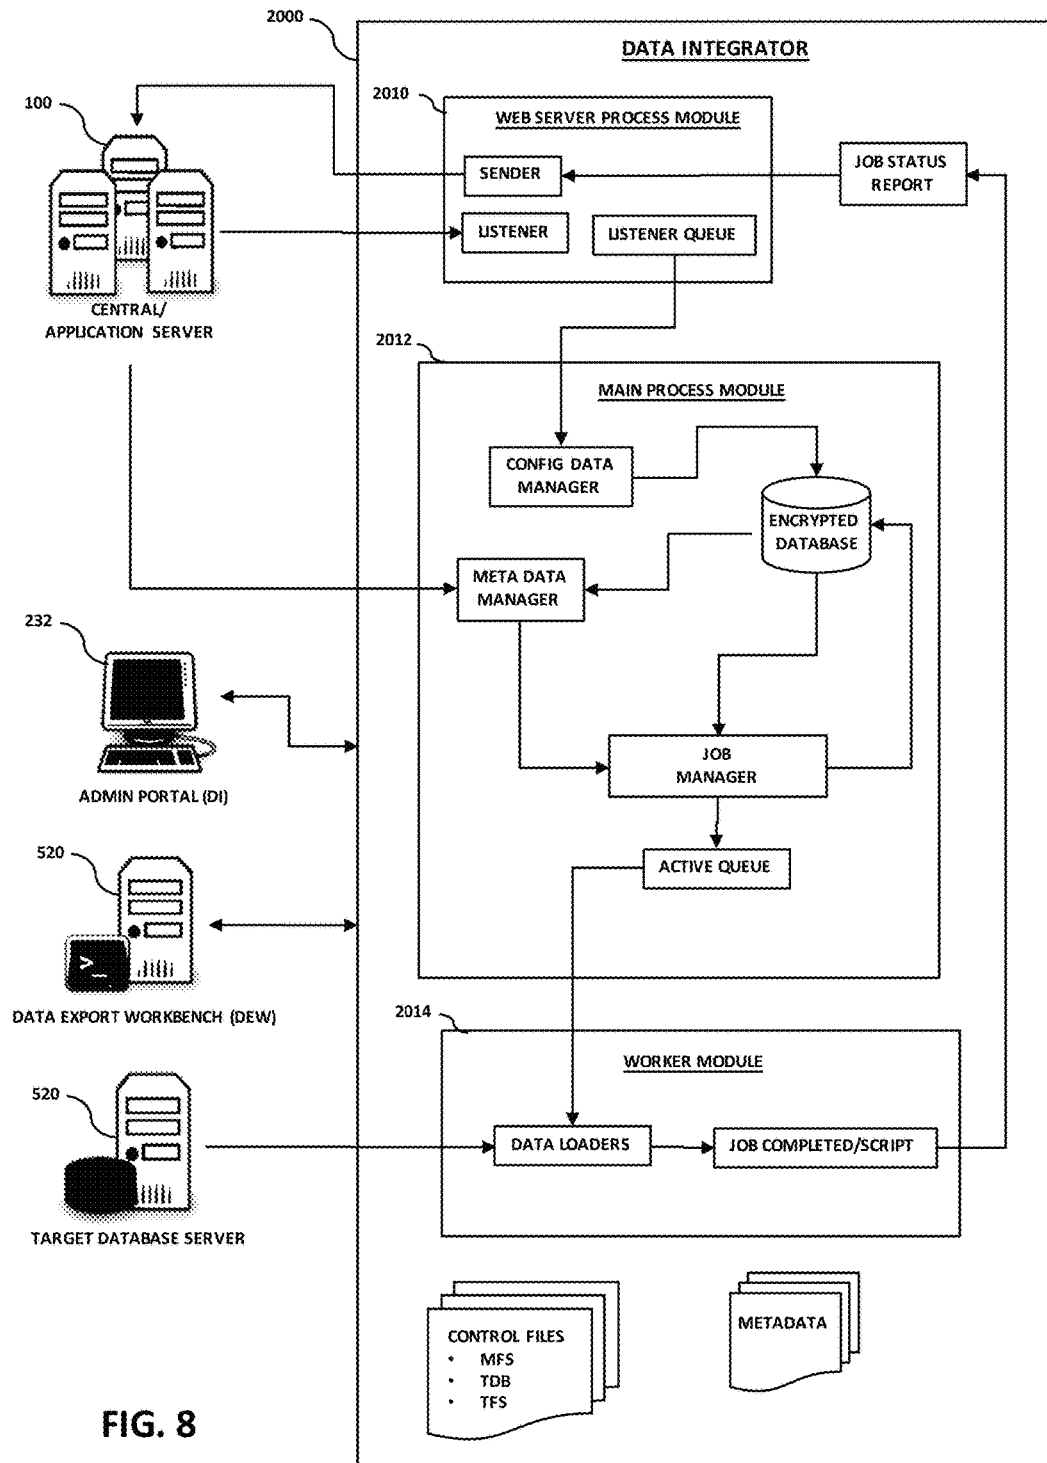 2000
DATA INTEGRATOR
100
2010
WEB SERVER PROCESS MODULE
SENDER
JOB STATUS
REPORT
LISTENER
LISTENER QUEUE
CENTRAL/
APPLICATION SERVER
2012
MAIN PROCESS MODULE
CONFIG DATA
MANAGER
ENCRYPTED
DATABASE
META DATA
MANAGER
232
JOB
MANAGER
ADMIN PORTAL (DI)
520
ACTIVE QUEUE
>_
DATA EXPORT WORKBENCH (DEW)
2014
WORKER MODULE
520
DATA LOADERS
JOB COMPLETED/SCRIPT
TARGET DATABASE SERVER
CONTROL FILES
• MFS
• TDB
• TFS
METADATA
FIG. 8